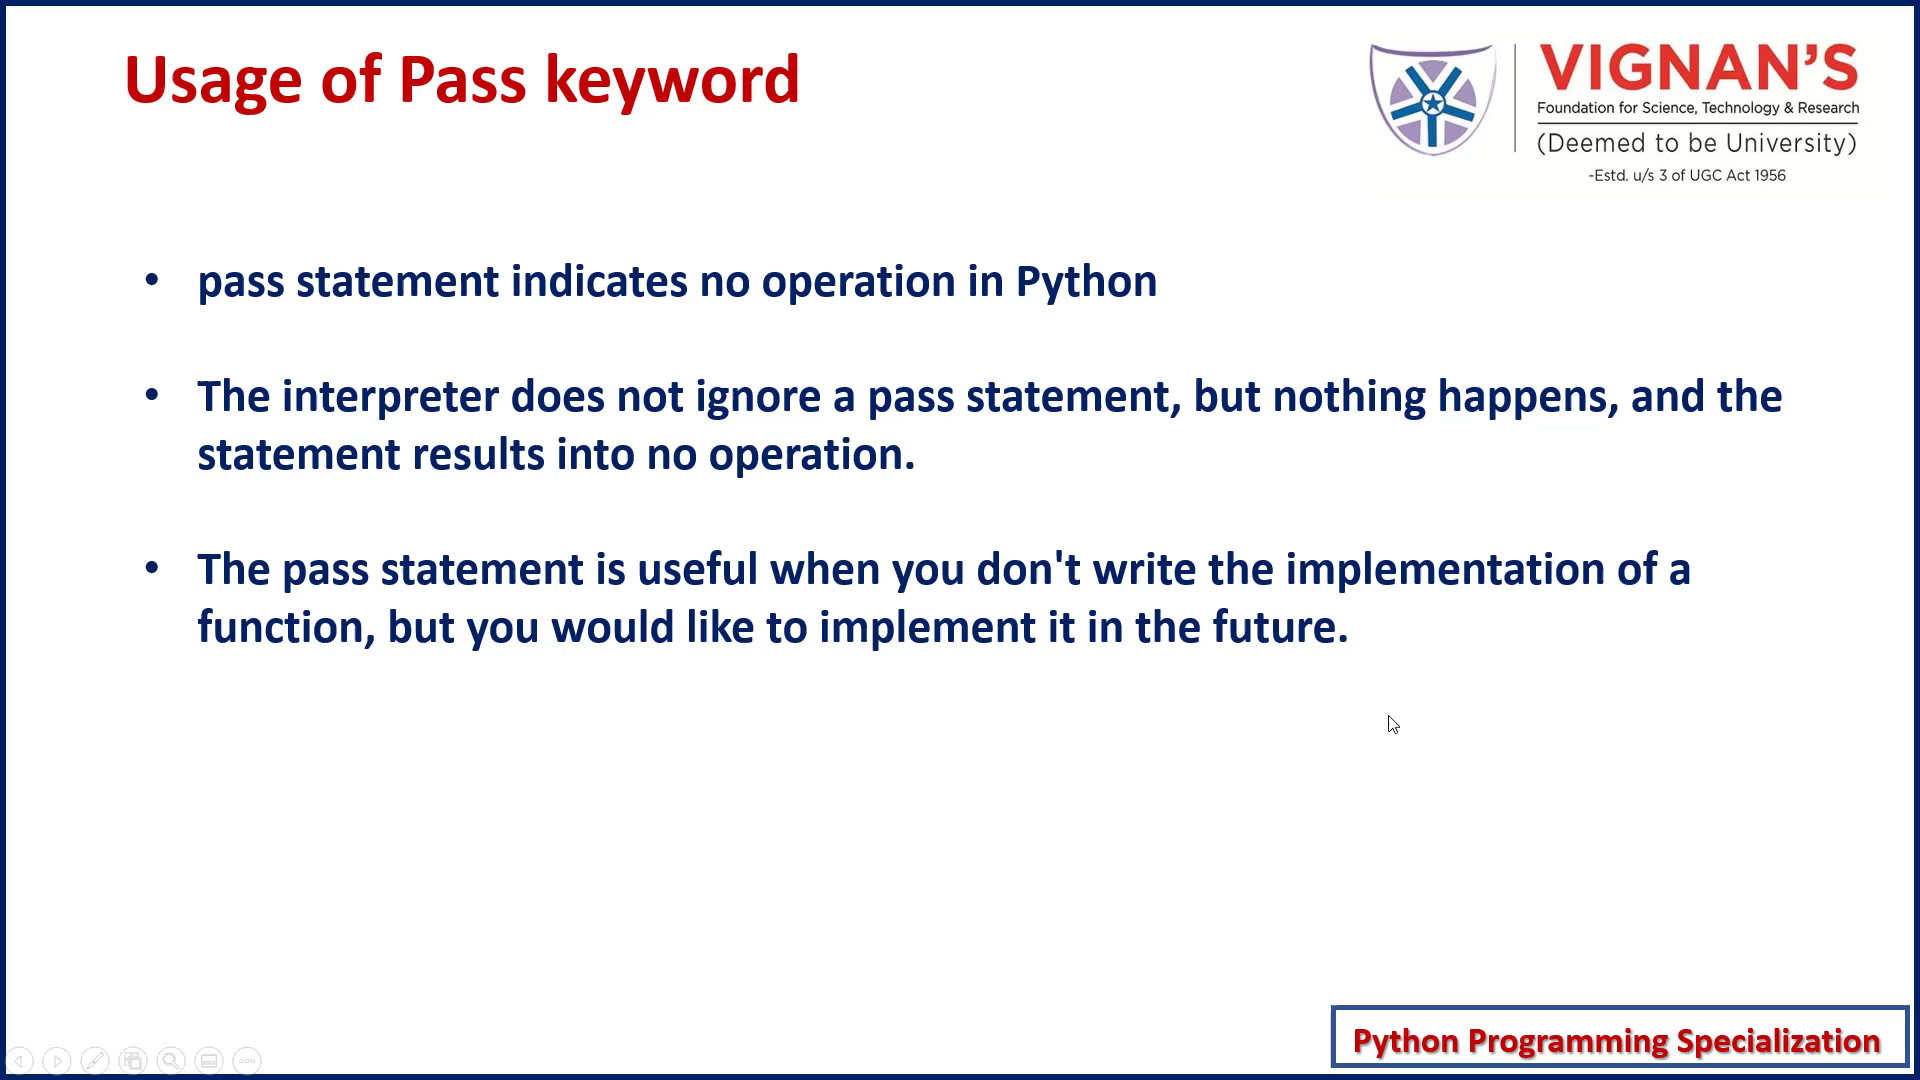 Usage of Pass keyword
VIGNAN'S
Foundation for Science, Technology & Research
(Deemed to be University)
-Estd. u/s 3 of UGC Act 1956
• pass statement indicates no operation in Python
• The interpreter does not ignore a pass statement, but nothing happens, and the
statement results into no operation.
• The pass statement is useful when you don't write the implementation of a
function, but you would like to implement it in the future.
Python Programming Specialization